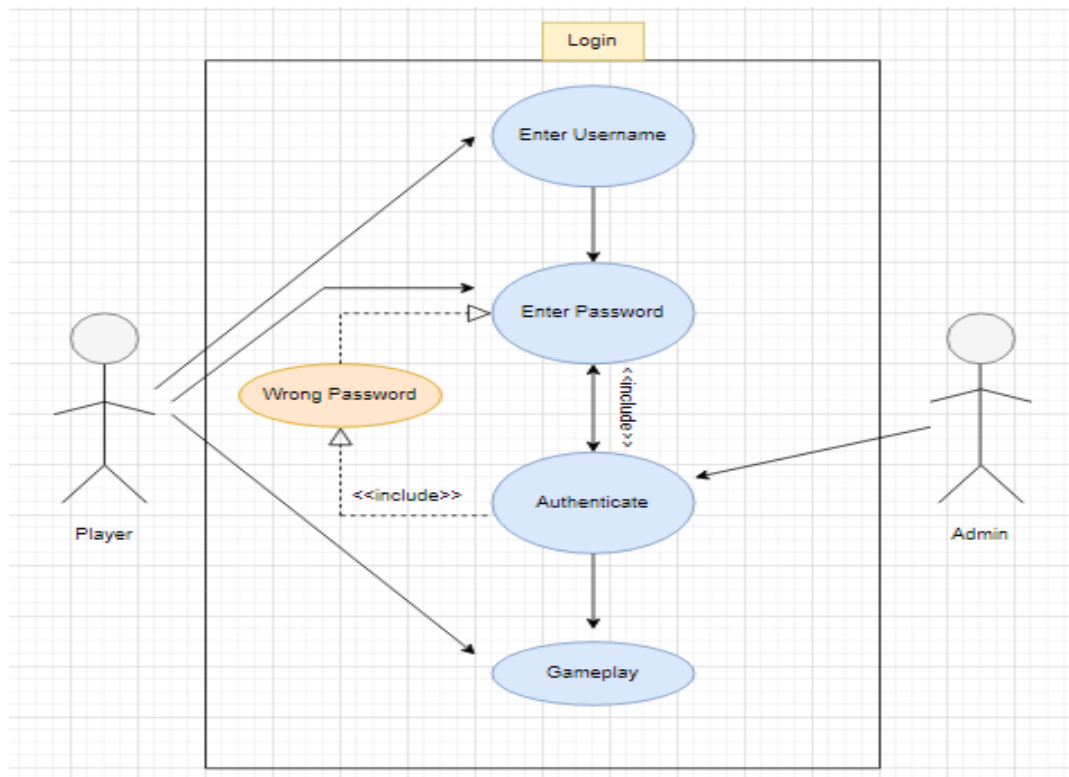 Login
Enter Username
Enter Password
<<include>>
Wrong Password
<<include>>
Authenticate
Player
Admin
Gameplay